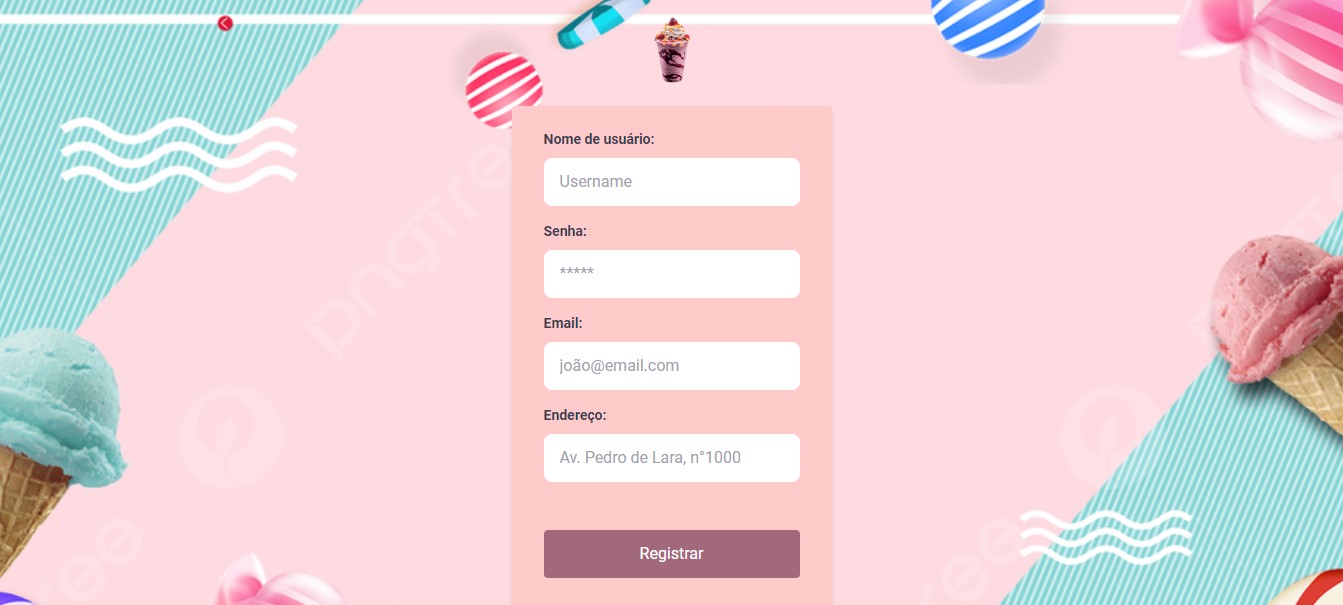 Nome de usuário:
Username
Senha:
*****
Email:
joão@email.com
Endereço:
Av. Pedro de Lara, n°1000
Registrar
pngtree